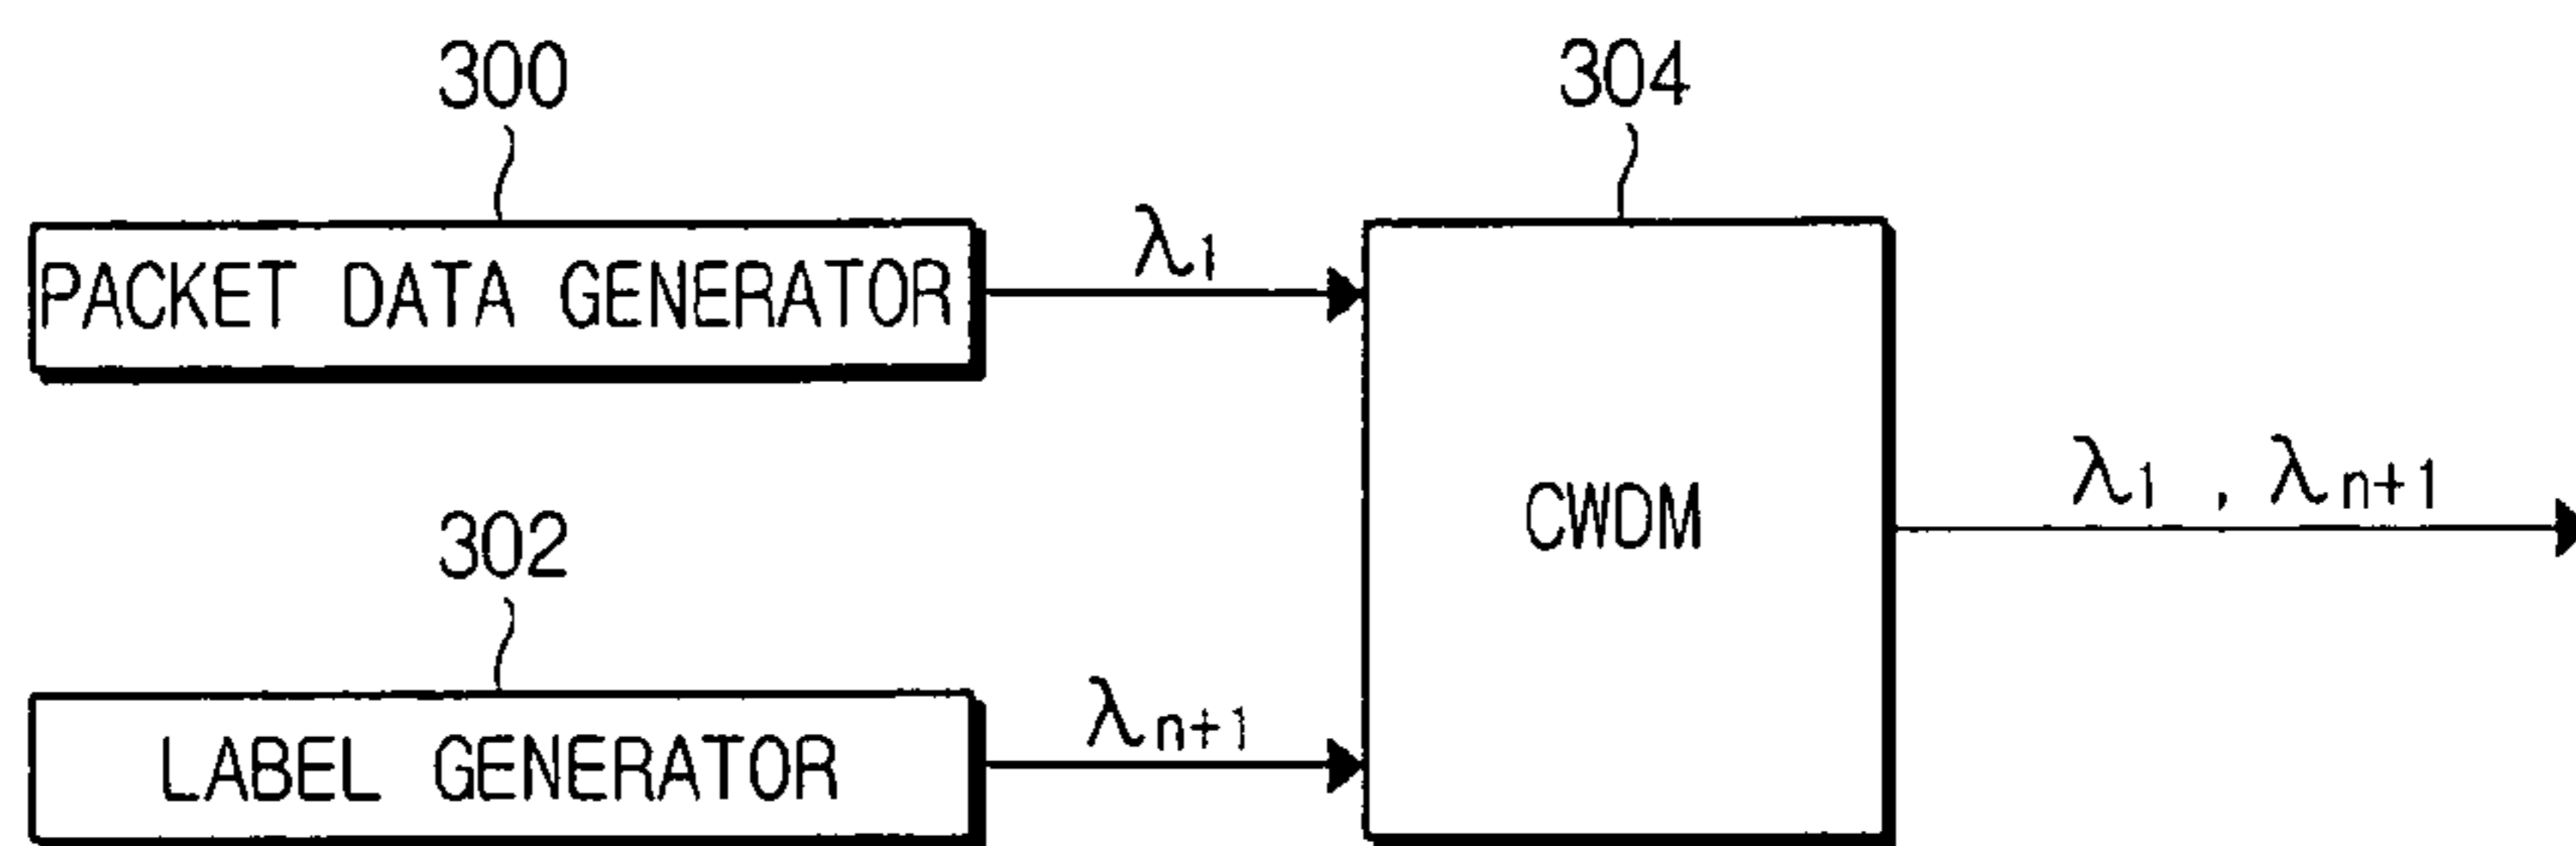 300
304
PACKET DATA GENERATOR
λ1
CWDM
λ1 , λn+1
302
LABEL GENERATOR
λn+1